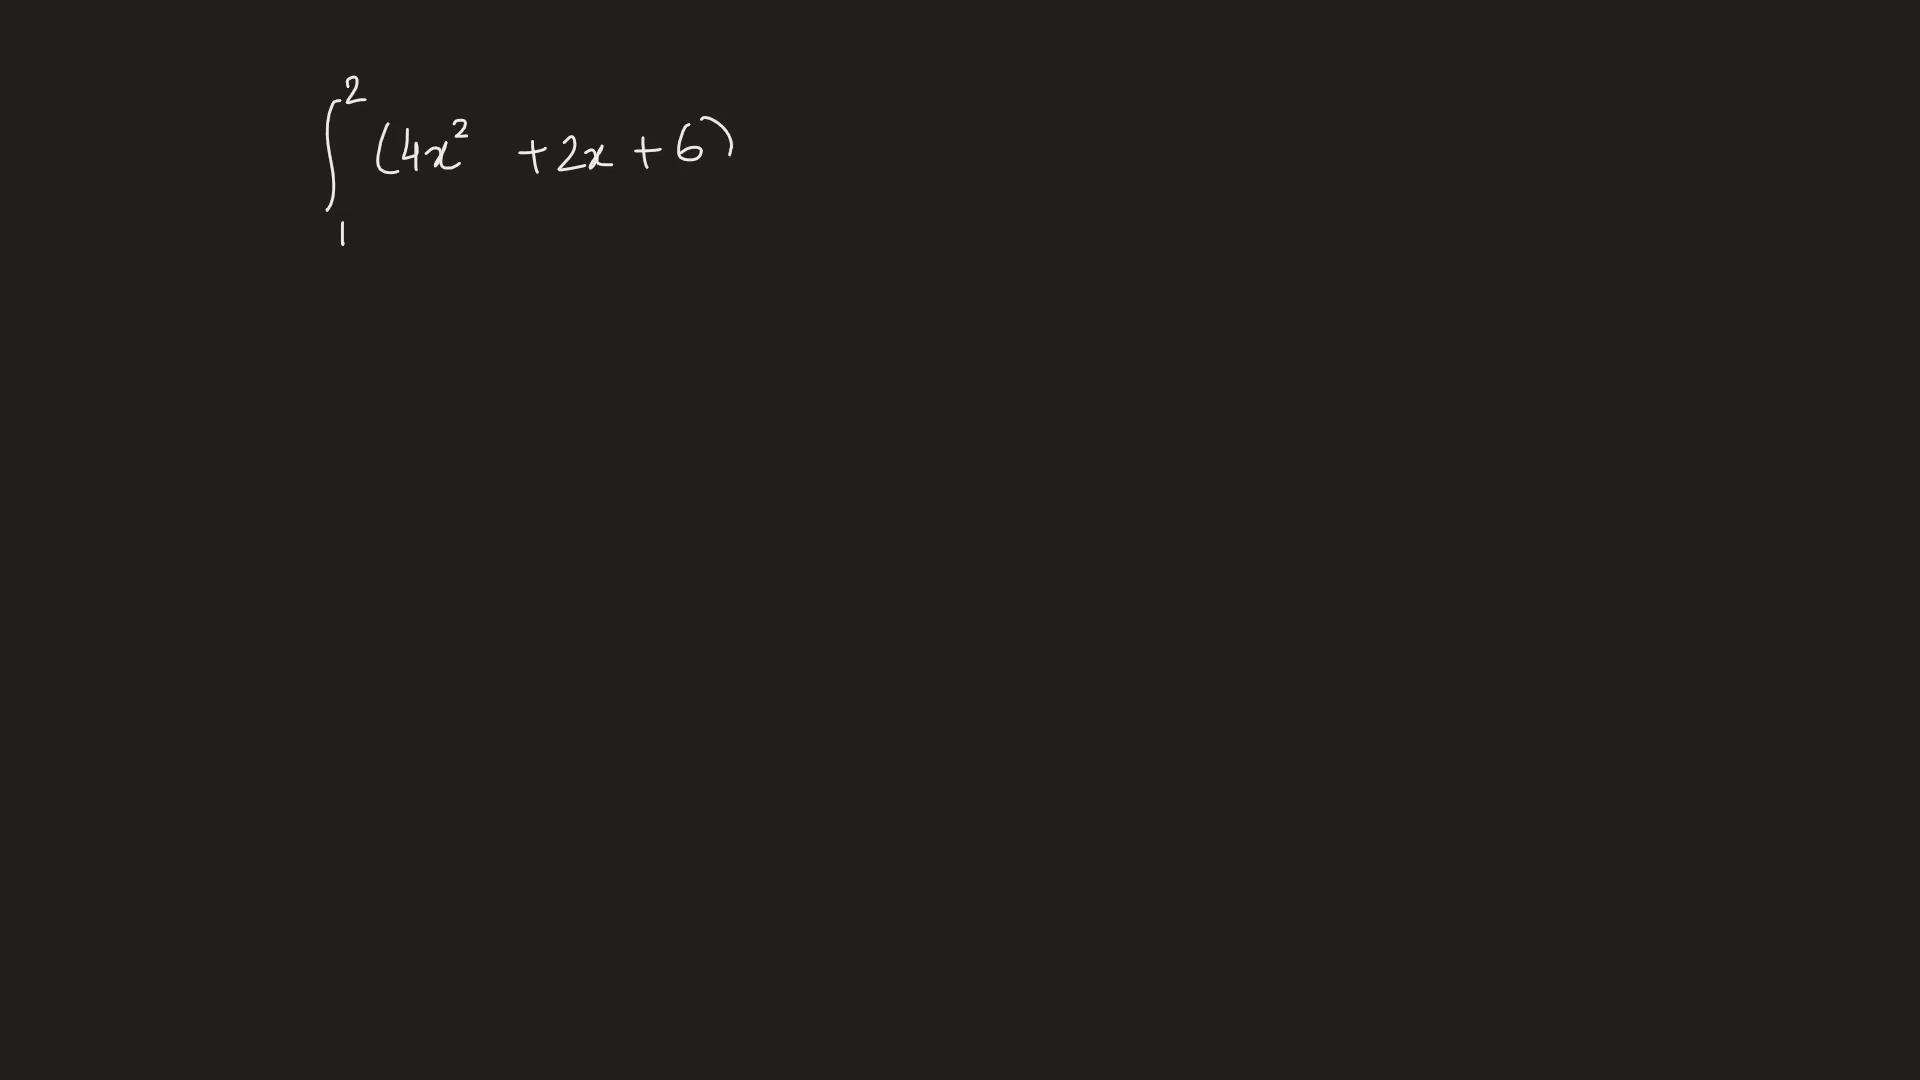 ∫₁² (4x² + 2x + 6)